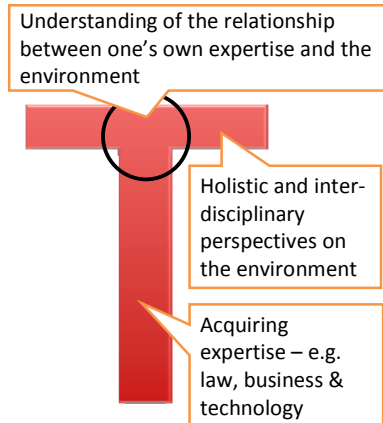 Understanding of the relationship
between one’s own expertise and the
environment
Holistic and inter-
disciplinary
perspectives on
the environment
Acquiring
expertise – e.g.
law, business &
technology